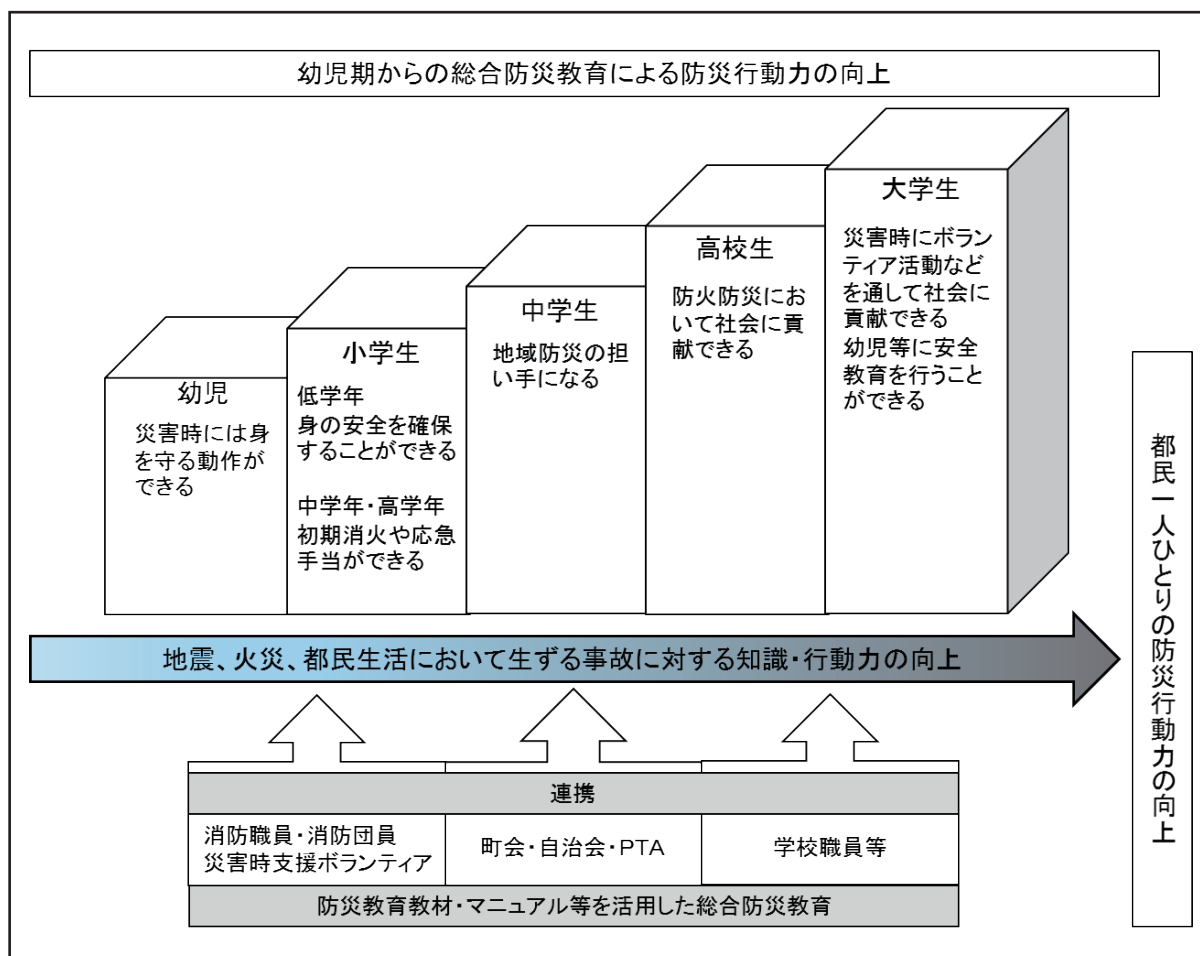 幼児期からの総合防災教育による防災行動力の向上
幼児
災害時には身
を守る動作が
できる
小学生
低学年
身の安全を確保
することができる
中学年・高学年
初期消火や応急
手当ができる
中学生
地域防災の担
い手になる
高校生
防火防災にお
いて社会に貢
献できる
大学生
災害時にボラン
ティア活動など
を通して社会に
貢献できる
幼児等に安全
教育を行うこと
ができる
地震、火災、都民生活において生ずる事故に対する知識・行動力の向上
都民一人ひとりの防災行動力の向上
連携
消防職員・消防団員
災害時支援ボランティア
町会・自治会・PTA
学校職員等
防災教育教材・マニュアル等を活用した総合防災教育